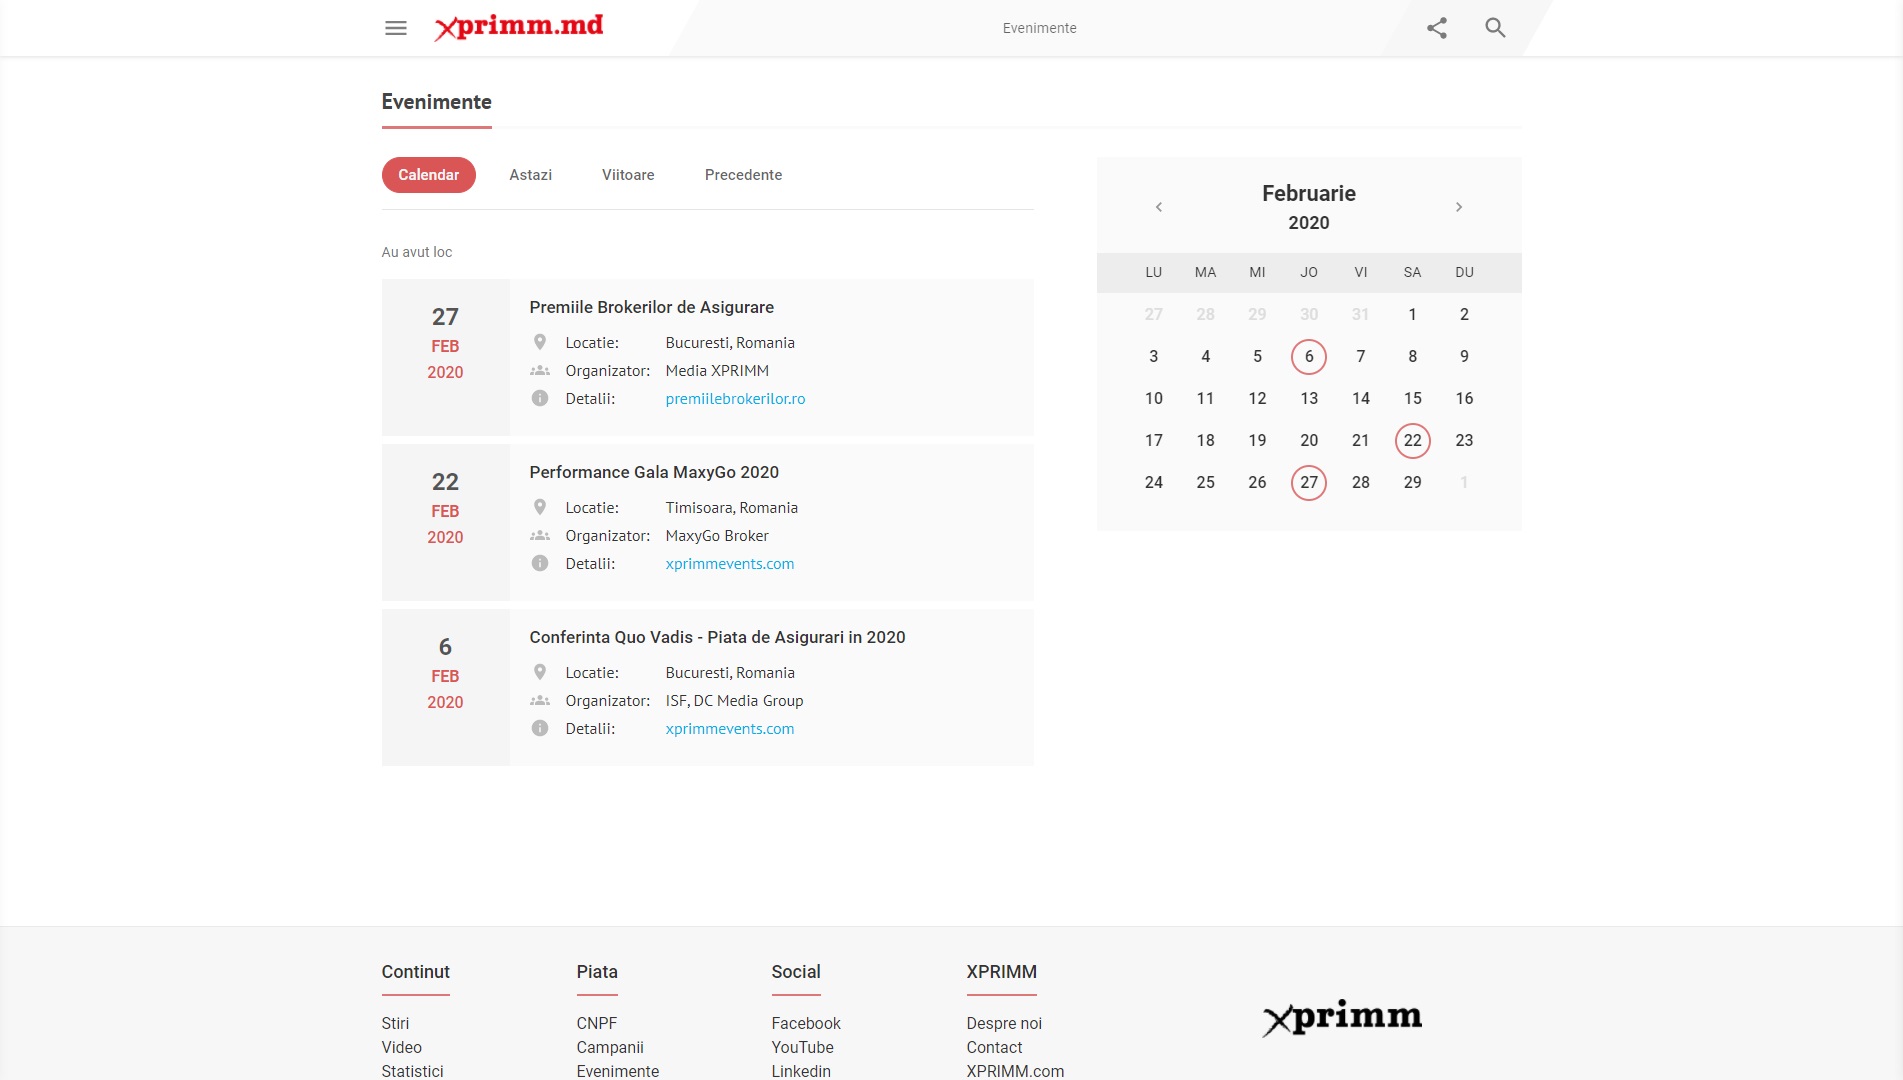 xprimm.md
Evenimente
Evenimente
Calendar Astazi Viitoare Precedente
Au avut loc
27
FEB
2020
Premiile Brokerilor de Asigurare
Locatie: Bucuresti, Romania
Organizator: Media XPRIMM
Detalii: premiilebrokerilor.ro
22
FEB
2020
Performance Gala MaxyGo 2020
Locatie: Timisoara, Romania
Organizator: MaxyGo Broker
Detalii: xprimmevents.com
6
FEB
2020
Conferinta Quo Vadis - Piata de Asigurari in 2020
Locatie: Bucuresti, Romania
Organizator: ISF, DC Media Group
Detalii: xprimmevents.com
Februarie
2020
LU MA MI JO VI SA DU
27 28 29 30 31 1 2
3 4 5 6 7 8 9
10 11 12 13 14 15 16
17 18 19 20 21 22 23
24 25 26 27 28 29 1
Continut
Stiri
Video
Statistici
Piata
CNPF
Campanii
Evenimente
Social
Facebook
YouTube
Linkedin
XPRIMM
Despre noi
Contact
XPRIMM.com
xprimm